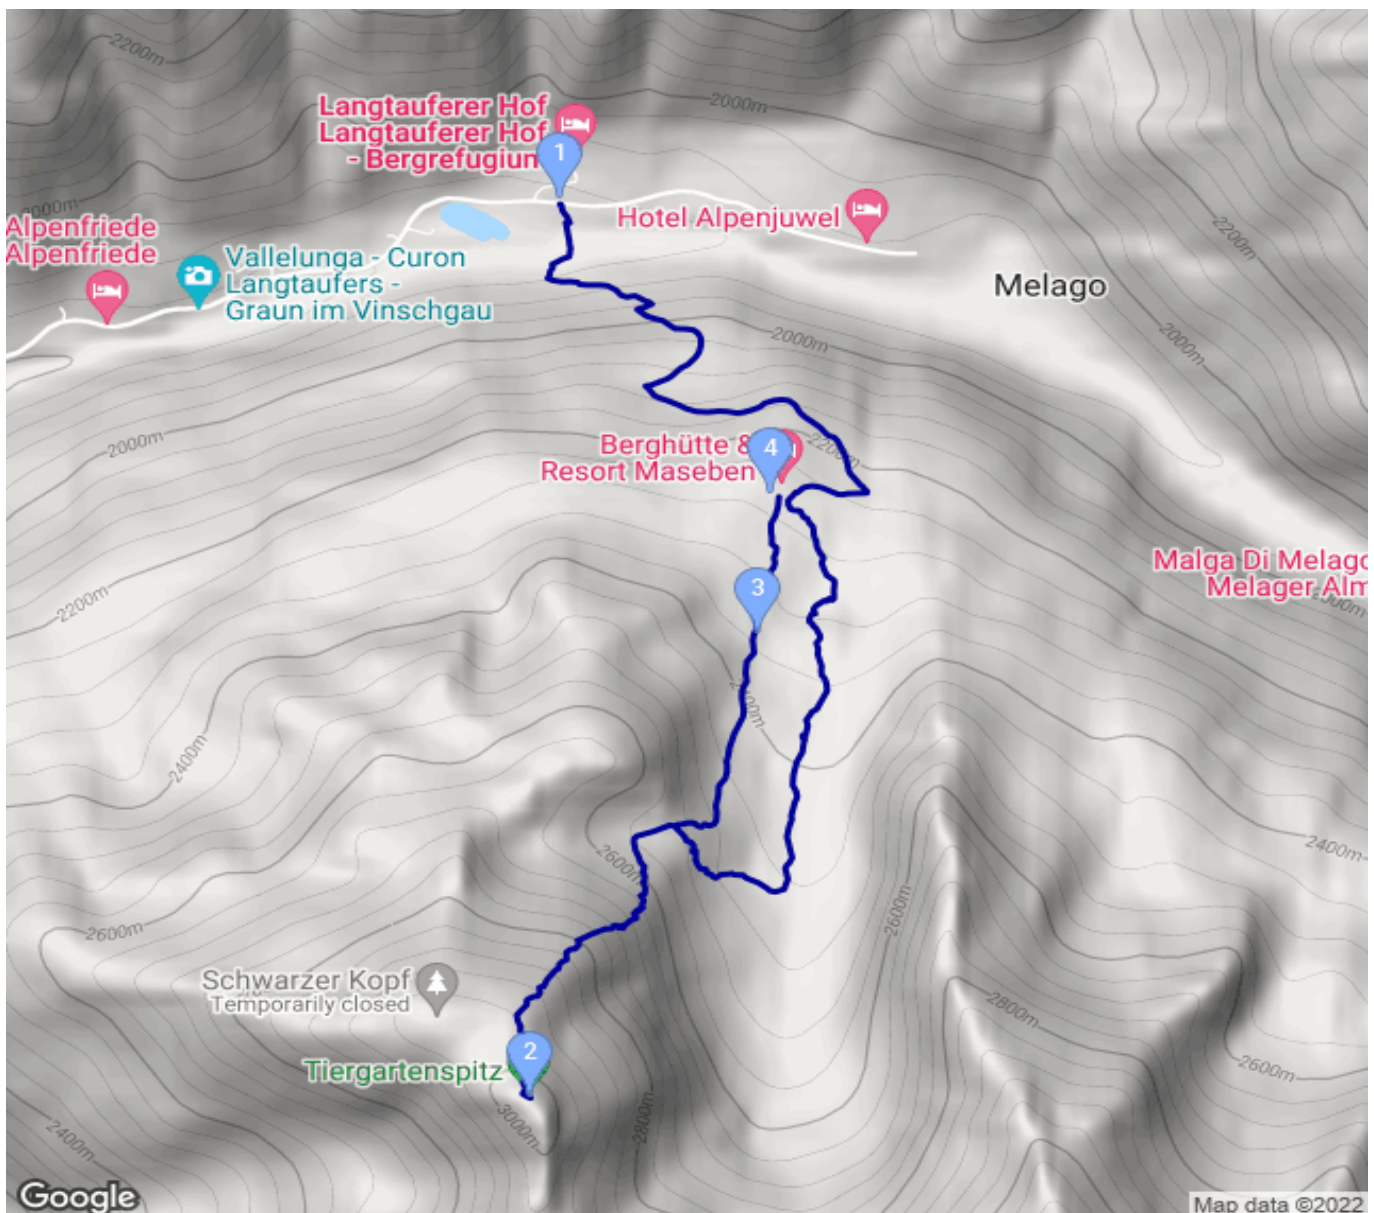 2200m
2000m
Langtauferer Hof
Langtauferer Hof
- Bergrefugium
1
2000m
Alpenfriede
Alpenfriede
Hotel Alpenjuwel
2200m
Vallelunga - Curon
Langtaufers -
Graun im Vinschgau
Melago
2000m
2000m
2000m
2200m
Berghütte &
Resort Maseben
4
Malga Di Melago
Melager Alm
2200m
3
2400m
2400m
2400m
2600m
2600m
2600m
Schwarzer Kopf
Temporarily closed
2800m
Tiergartenspitz
2
2600m
3000m
2800m
2400m
Google
Map data ©2022